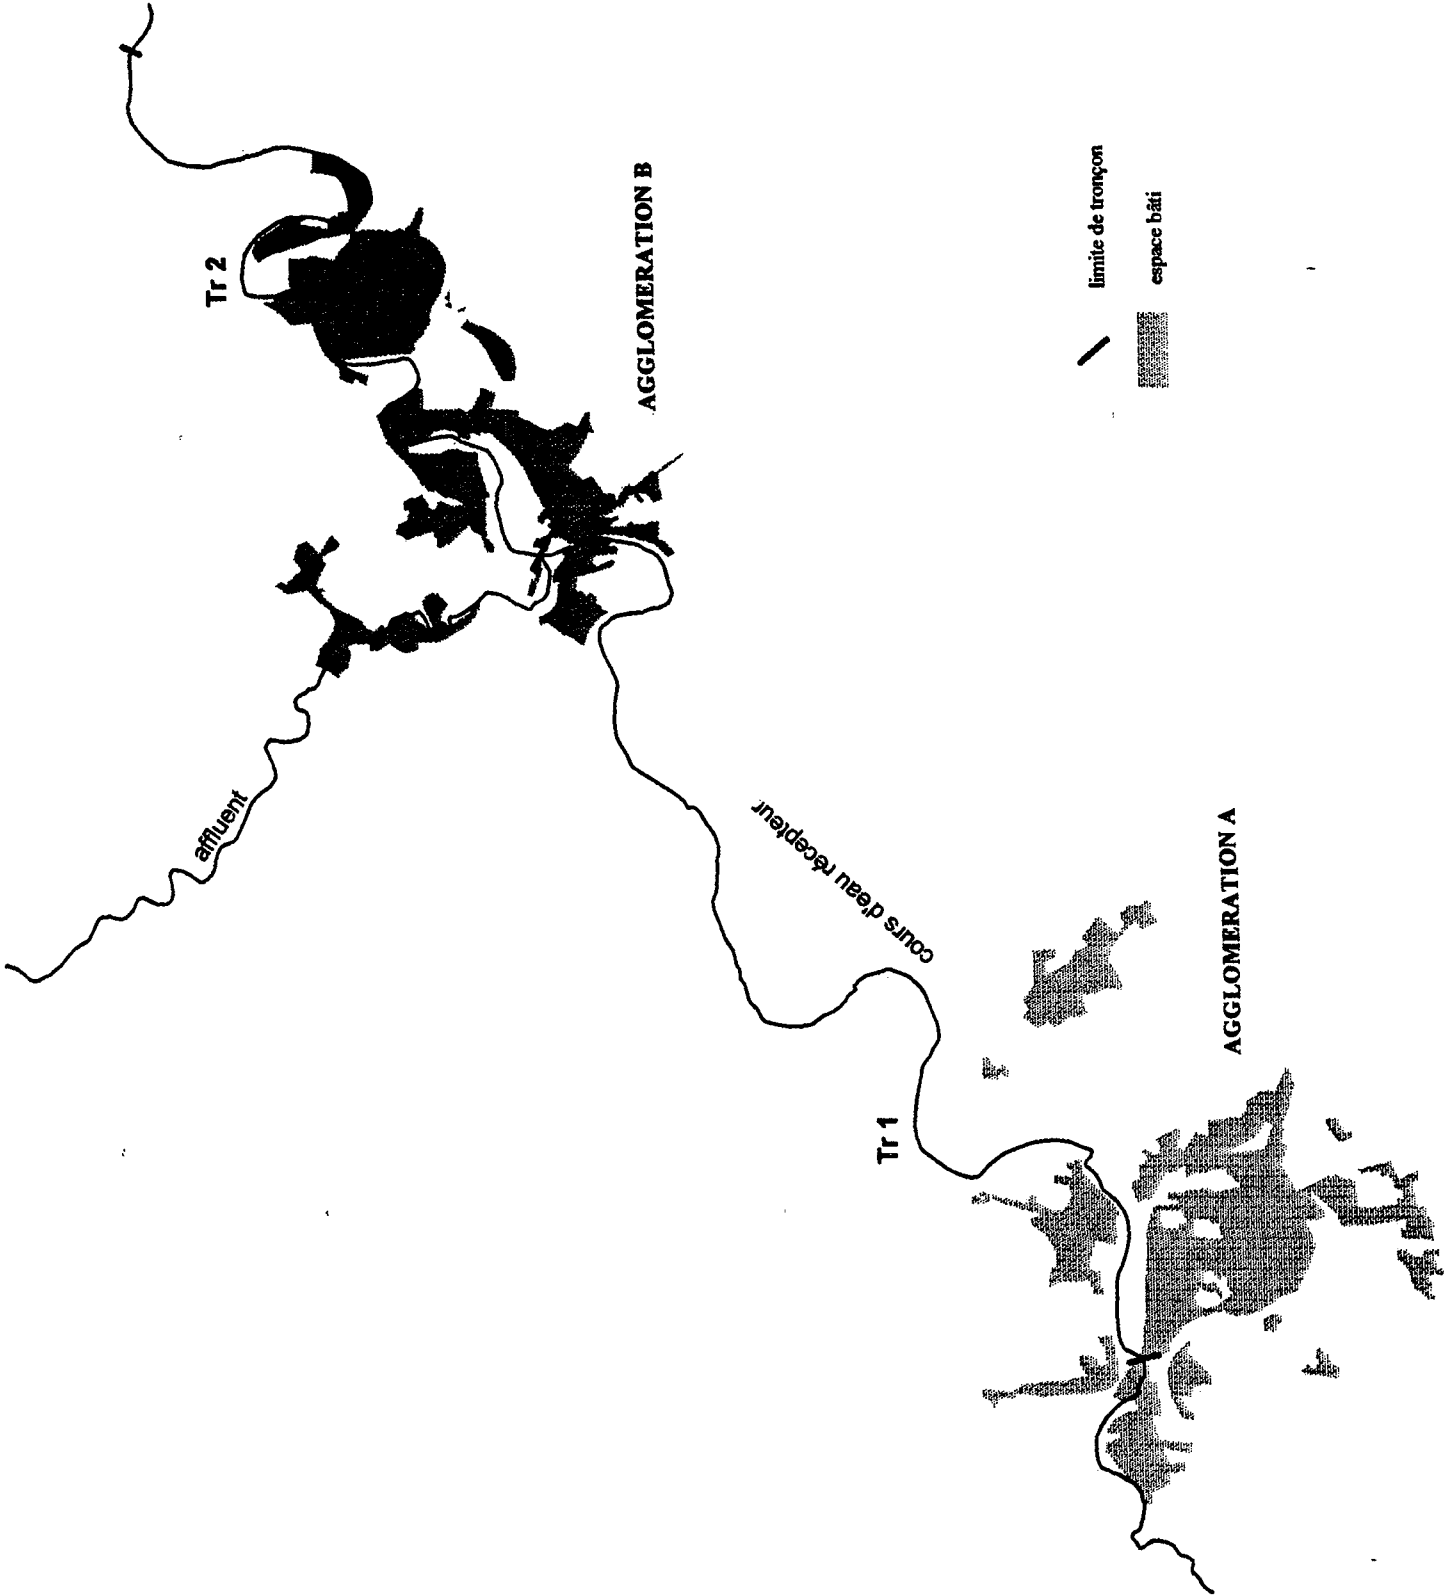 Tr 2
AGGLOMERATION B
affluent
cours d'eau récepteur
Tr 1
AGGLOMERATION A
limite de tronçon
espace bâti